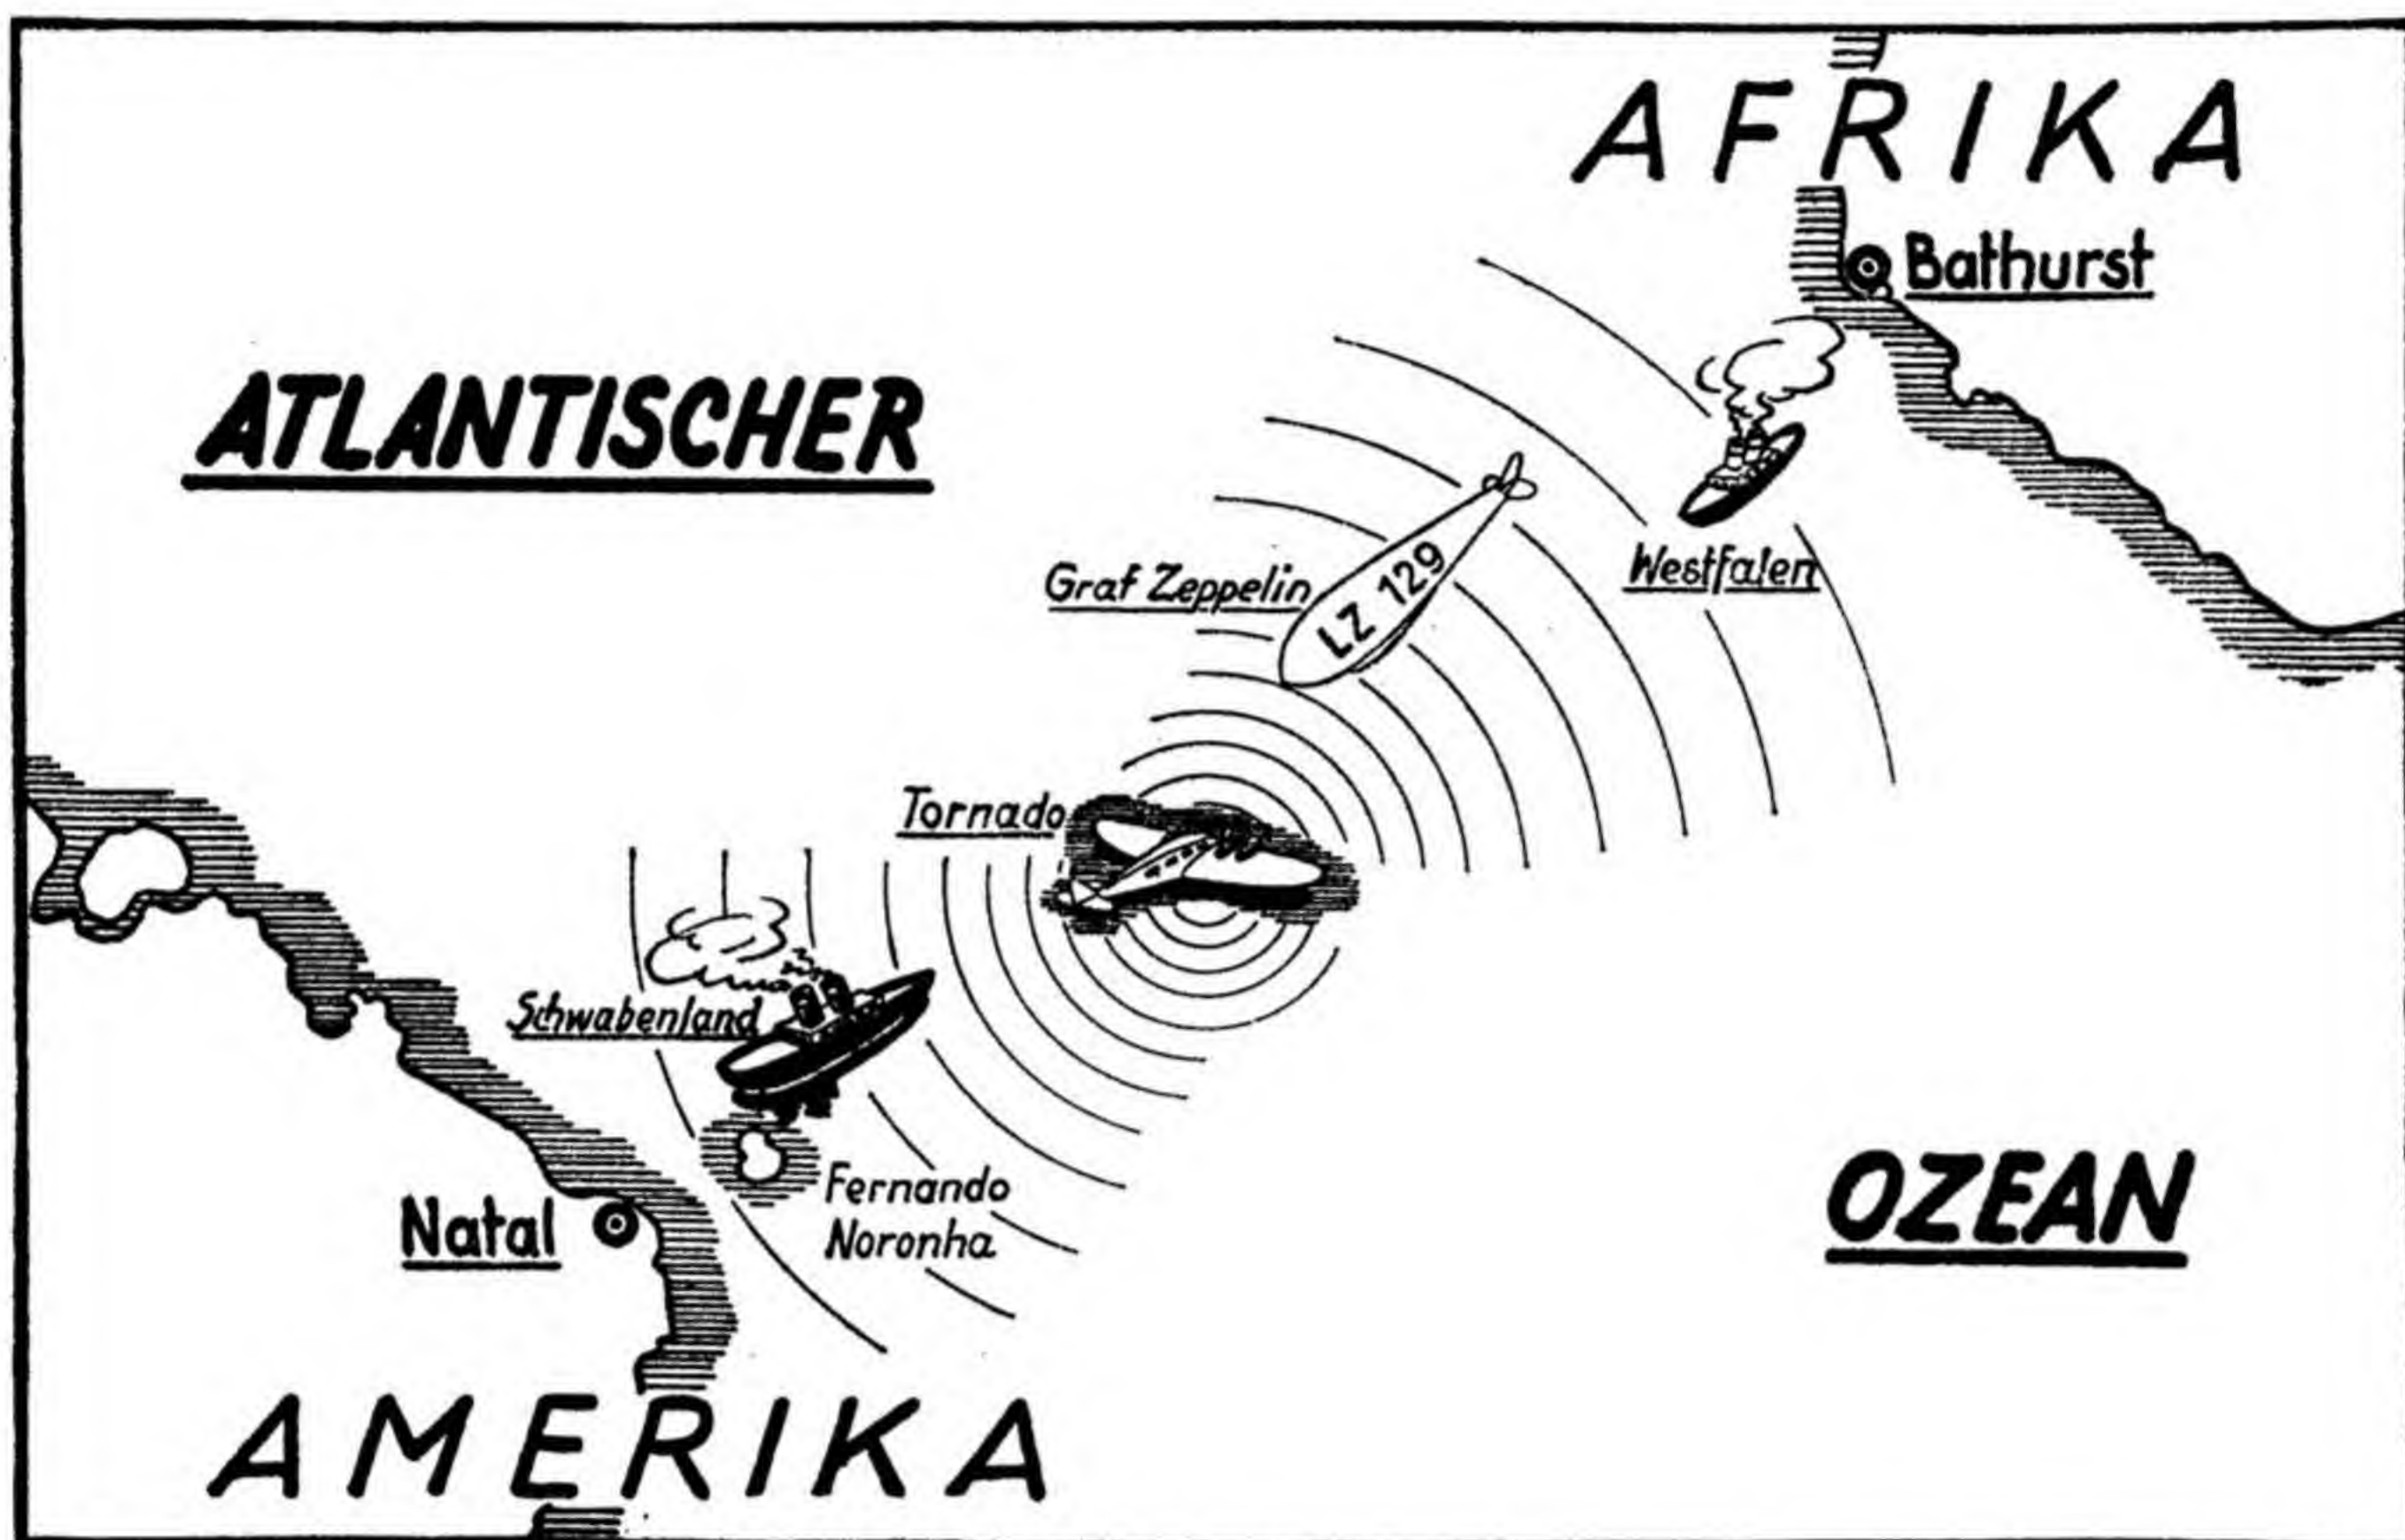 AFRIKA
Bathurst
ATLANTISCHER
Graf Zeppelin
LZ 129
Westfalen
Tornado
Schwabenland
Fernando
Noronha
Natal
OZEAN
AMERIKA